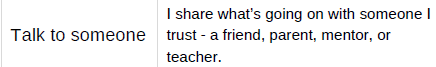 Talk to someone
I share what's going on with someone I
trust - a friend, parent, mentor, or
teacher.